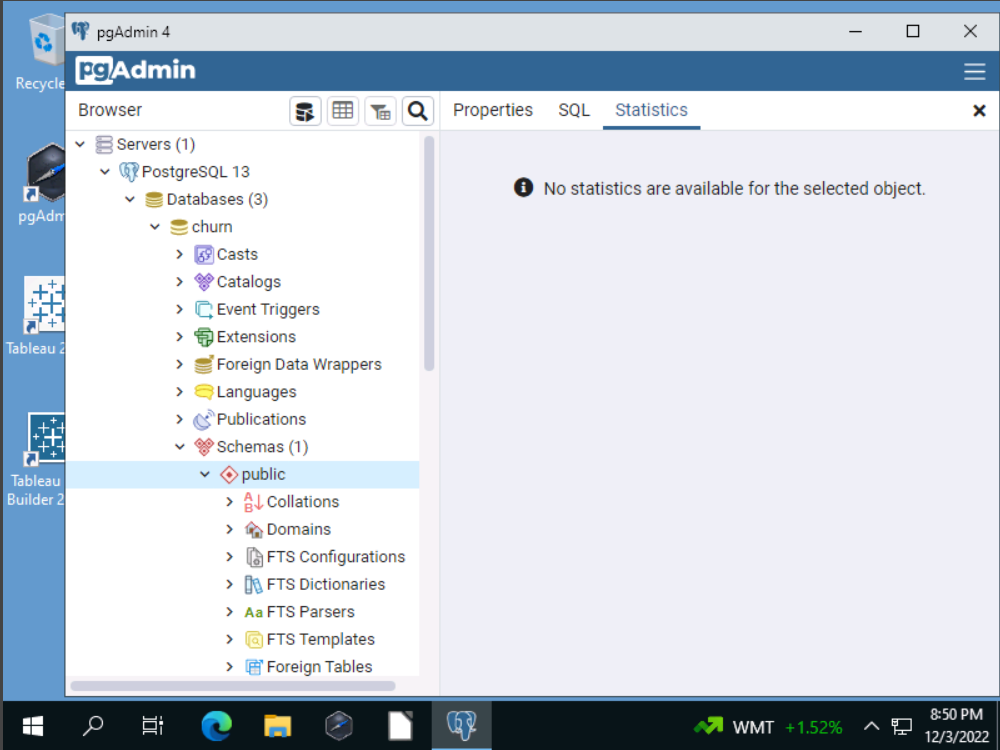 pgAdmin 4
pgAdmin
Browser
Properties
SQL
Statistics
Servers (1)
PostgreSQL 13
Databases (3)
churn
Casts
Catalogs
Event Triggers
Extensions
Foreign Data Wrappers
Languages
Publications
Schemas (1)
public
Collations
Domains
FTS Configurations
FTS Dictionaries
Aa FTS Parsers
FTS Templates
Foreign Tables
No statistics are available for the selected object.
Recycle
pgAdm
Tableau 2
Tableau
Builder 2
WMT +1.52%
8:50 PM
12/3/2022